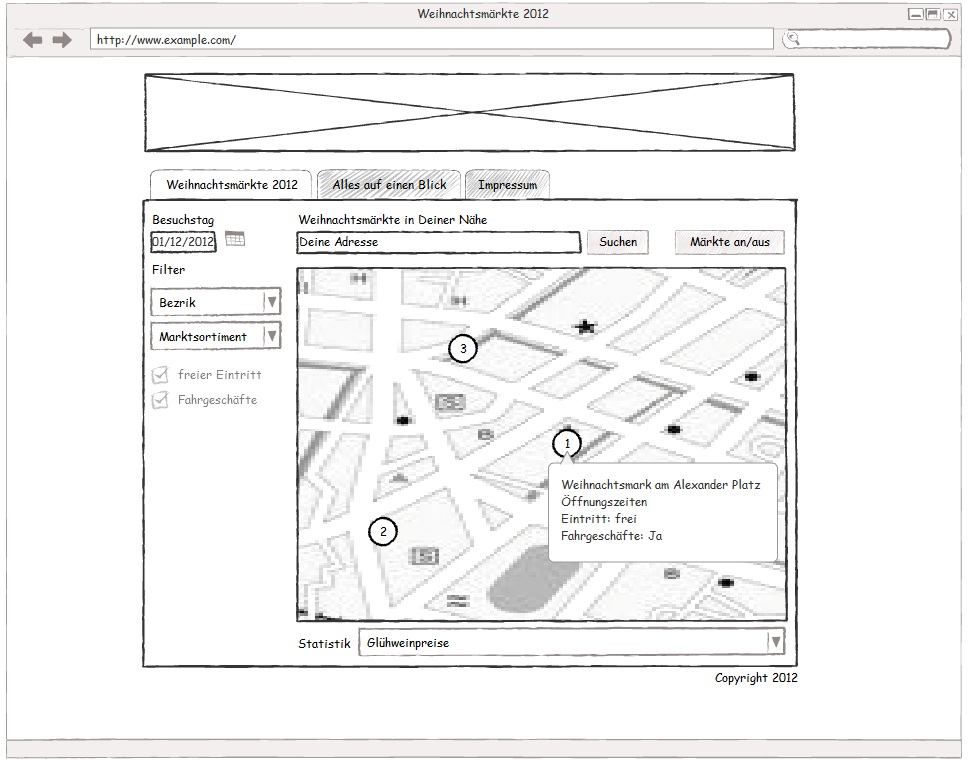 Weihnachtsmärkte 2012
http://www.example.com/
Weihnachtsmärkte 2012
Alles auf einen Blick
Impressum
Besuchstag
01/12/2012
Filter
Bezrik
Marktsortiment
freier Eintritt
Fahrgeschäfte
Weihnachtsmärkte in Deiner Nähe
Deine Adresse
Suchen
Märkte an/aus
3
1
2
Weihnachtsmark am Alexander Platz
Öffnungszeiten
Eintritt: frei
Fahrgeschäfte: Ja
Statistik
Glühweinpreise
Copyright 2012